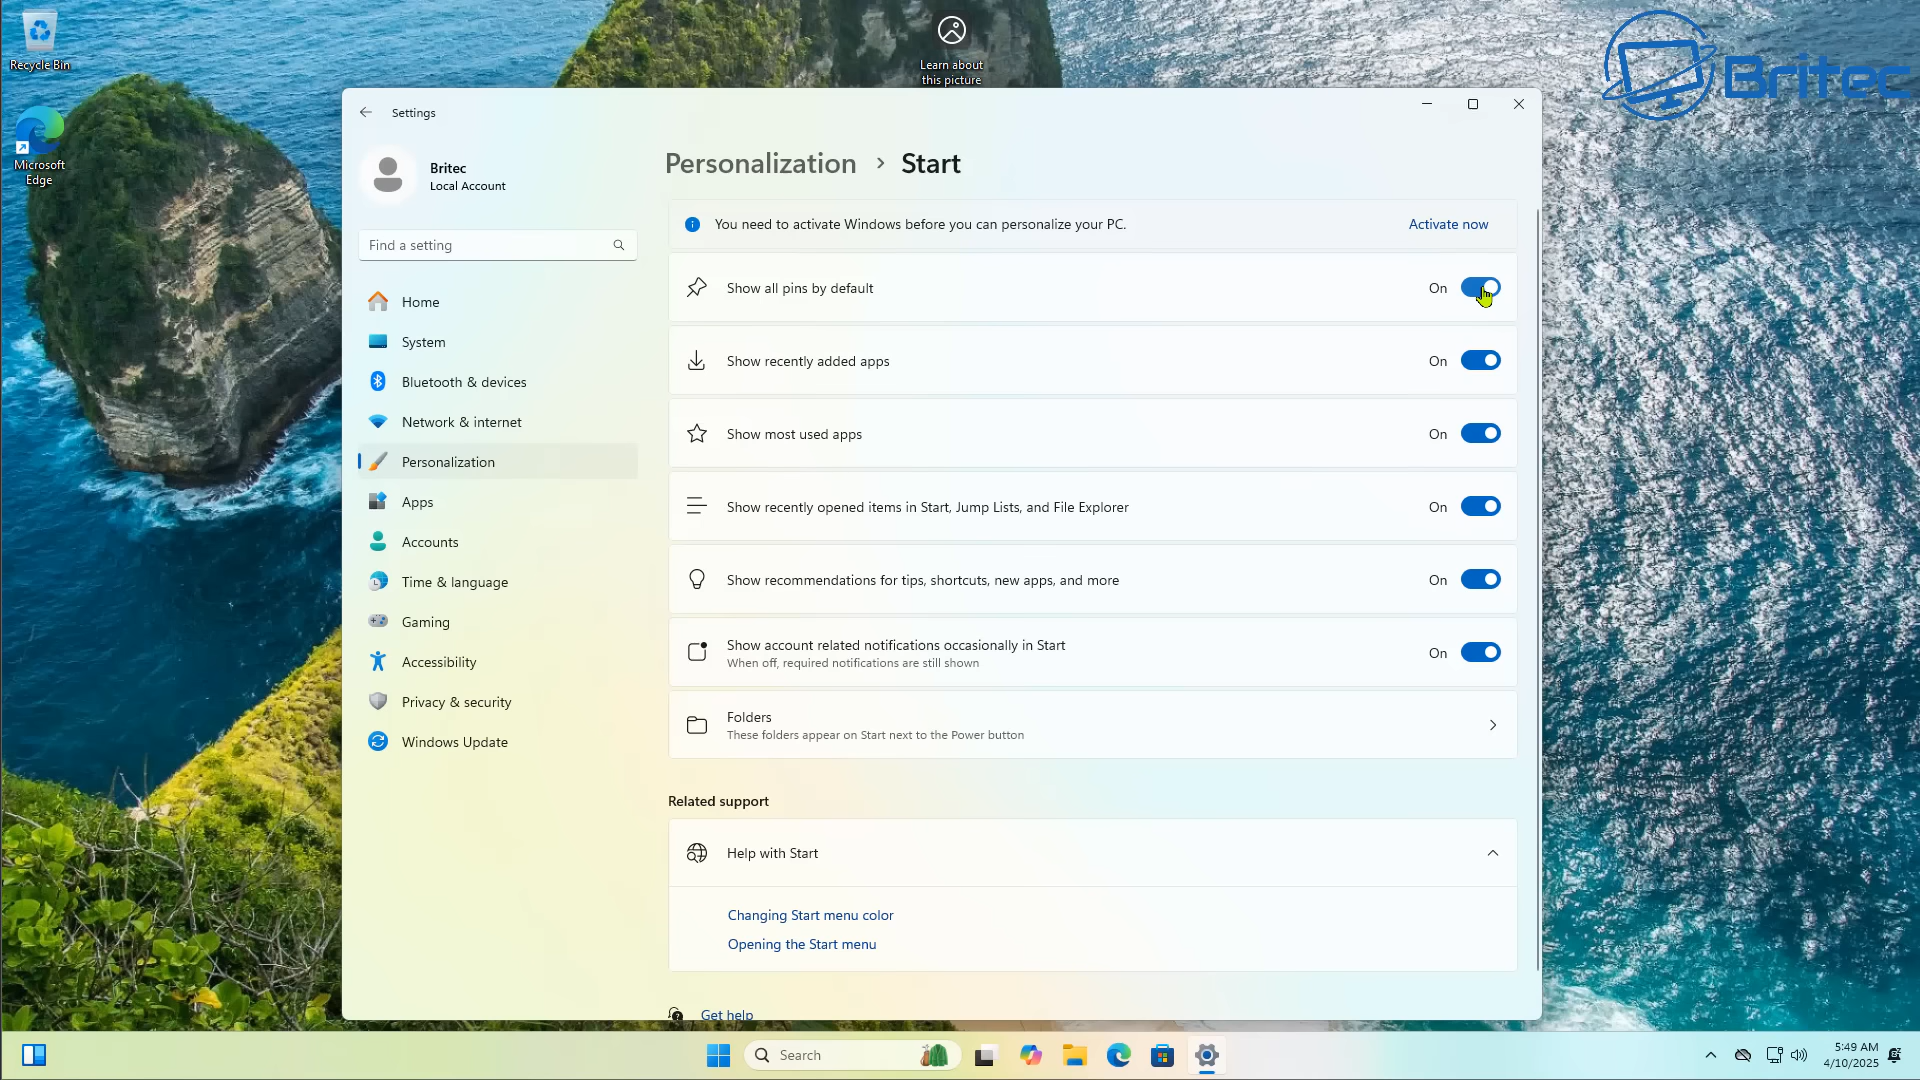 Recycle Bin
Microsoft
Edge
Learn about
this picture
Britec
Settings
Britec
Local Account
Find a setting
Home
System
Bluetooth & devices
Network & internet
Personalization
Apps
Accounts
Time & language
Gaming
Accessibility
Privacy & security
Windows Update
Personalization > Start
You need to activate Windows before you can personalize your PC.
Activate now
Show all pins by default
On
Show recently added apps
On
Show most used apps
On
Show recently opened items in Start, Jump Lists, and File Explorer
On
Show recommendations for tips, shortcuts, new apps, and more
On
Show account related notifications occasionally in Start
When off, required notifications are still shown
On
Folders
These folders appear on Start next to the Power button
Related support
Help with Start
Changing Start menu color
Opening the Start menu
Get help
Search
5:49 AM
4/10/2025